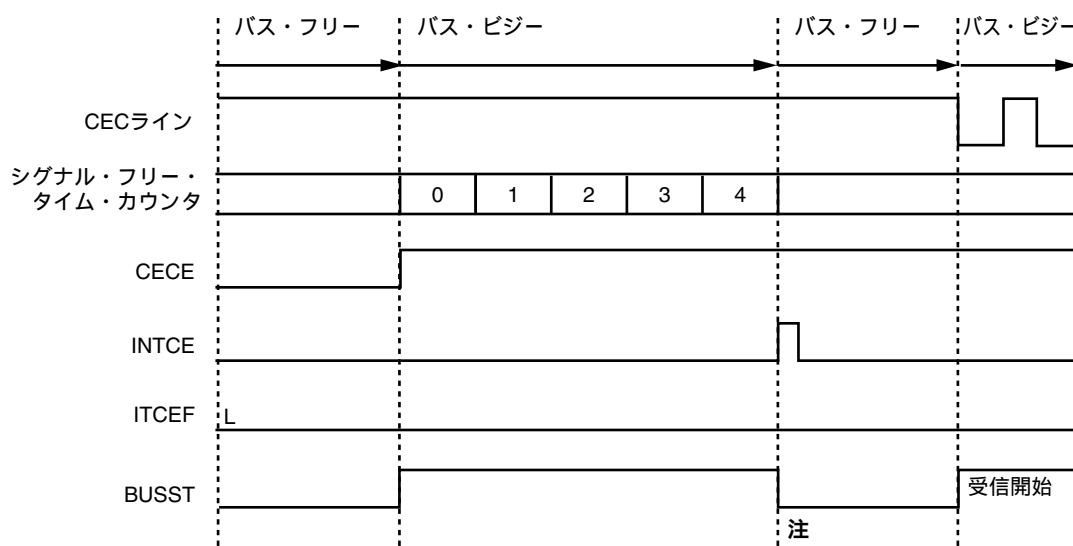 バス・フリー バス・ビジー バス・フリー バス・ビジー
CECライン
シグナル・フリー・
タイム・カウンタ
0 1 2 3 4
CECE
INTCE
ITCEF L
BUSST 受信開始
注